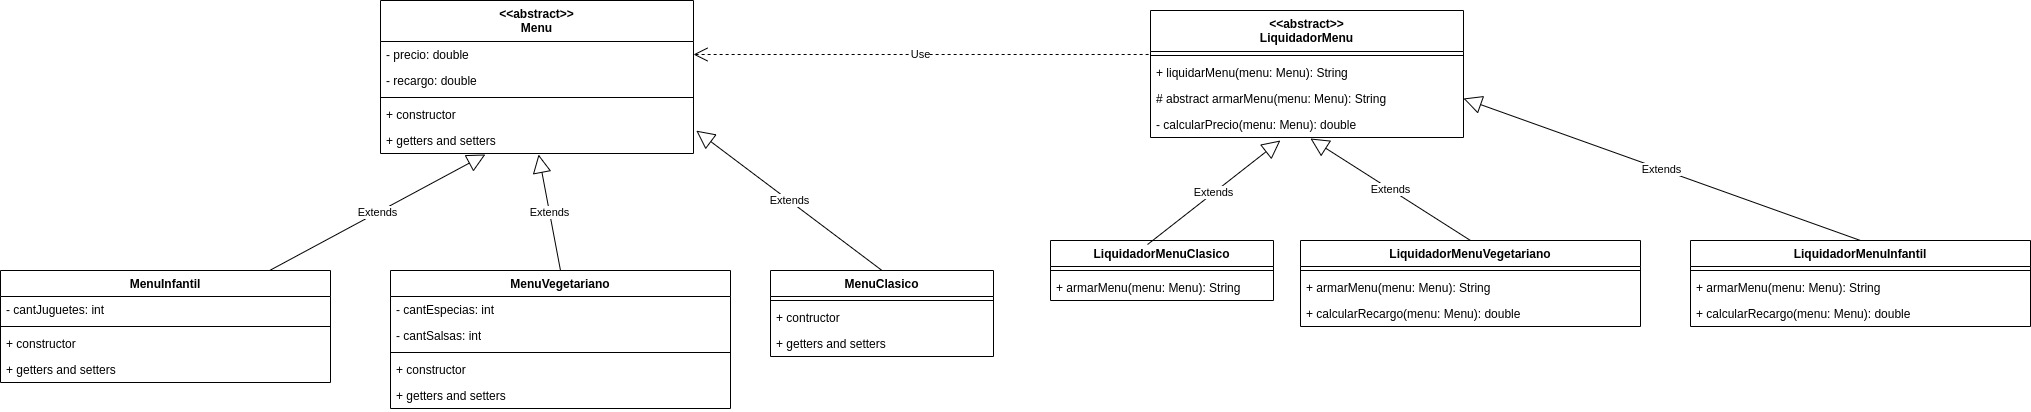 <<abstract>>
Menu
- precio: double
- recargo: double
+ constructor
+ getters and setters
Use
<<abstract>>
LiquidadorMenu
+ liquidarMenu(menu: Menu): String
# abstract armarMenu(menu: Menu): String
- calcularPrecio(menu: Menu): double
Extends
Extends
Extends
Extends
Extends
Extends
MenuInfantil
- cantJuguetes: int
+ constructor
+ getters and setters
MenuVegetariano
- cantEspecias: int
- cantSalsas: int
+ constructor
+ getters and setters
MenuClasico
+ contructor
+ getters and setters
LiquidadorMenuClasico
+ armarMenu(menu: Menu): String
LiquidadorMenuVegetariano
+ armarMenu(menu: Menu): String
+ calcularRecargo(menu: Menu): double
LiquidadorMenuInfantil
+ armarMenu(menu: Menu): String
+ calcularRecargo(menu: Menu): double